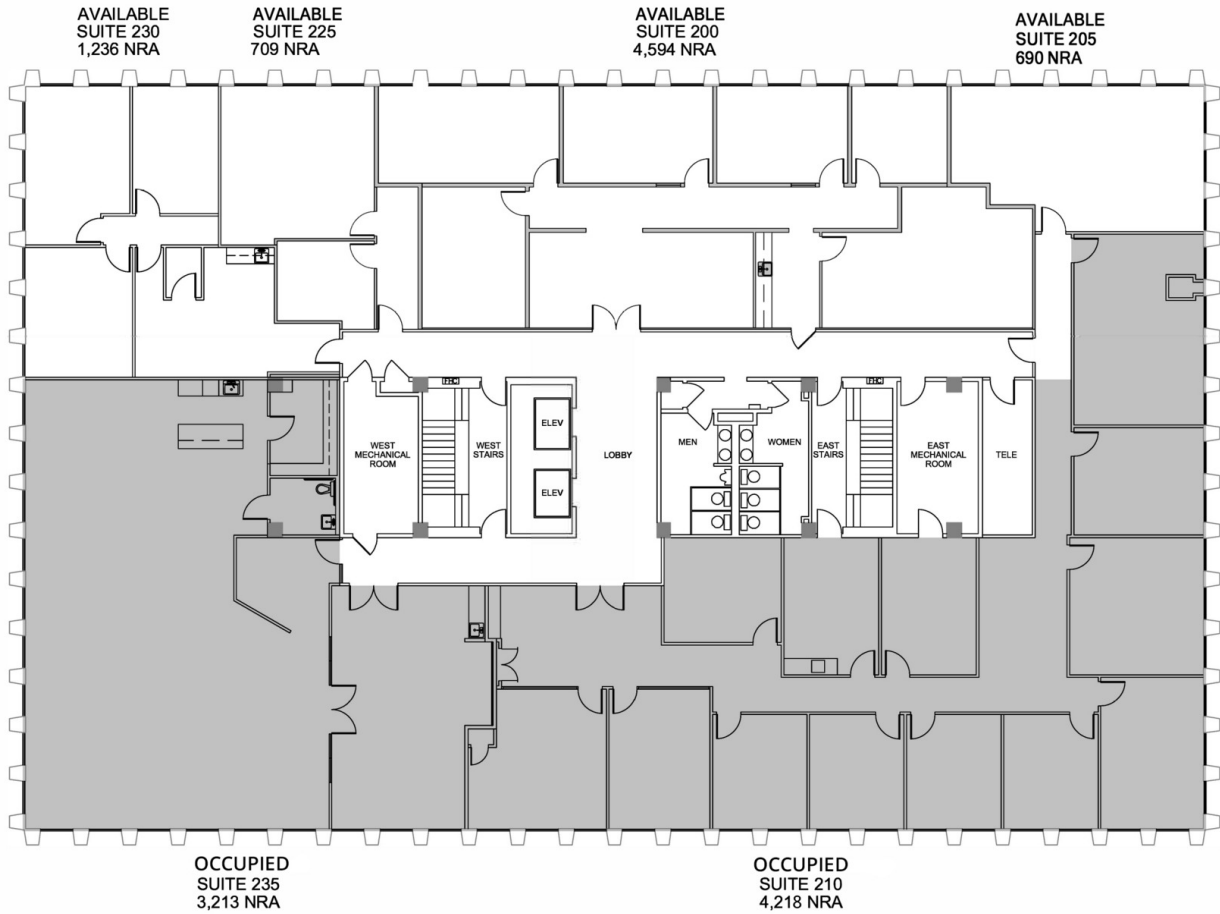 AVAILABLE
SUITE 230
1,236 NRA
AVAILABLE
SUITE 225
709 NRA
AVAILABLE
SUITE 200
4,594 NRA
AVAILABLE
SUITE 205
690 NRA
FHC
FHC
WEST
MECHANICAL
ROOM
WEST
STAIRS
ELEV
ELEV
LOBBY
MEN
WOMEN
EAST
STAIRS
EAST
MECHANICAL
ROOM
TELE
OCCUPIED
SUITE 235
3,213 NRA
OCCUPIED
SUITE 210
4,218 NRA